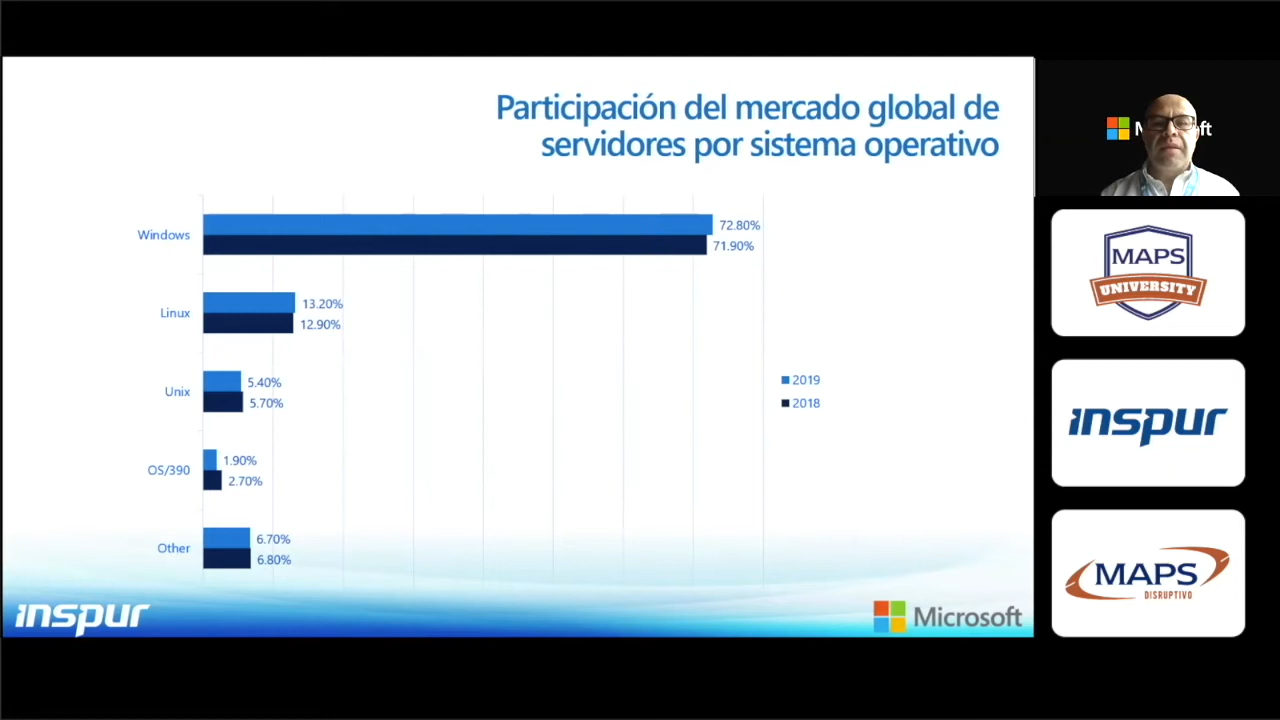 Participación del mercado global de
servidores por sistema operativo
Windows
72.80%
71.90%
Linux
13.20%
12.90%
Unix
5.40%
5.70%
OS/390
1.90%
2.70%
Other
6.70%
6.80%
2019
2018
inspur
Microsoft
MAPS
UNIVERSITY
inspur
MAPS
DISRUPTIVO